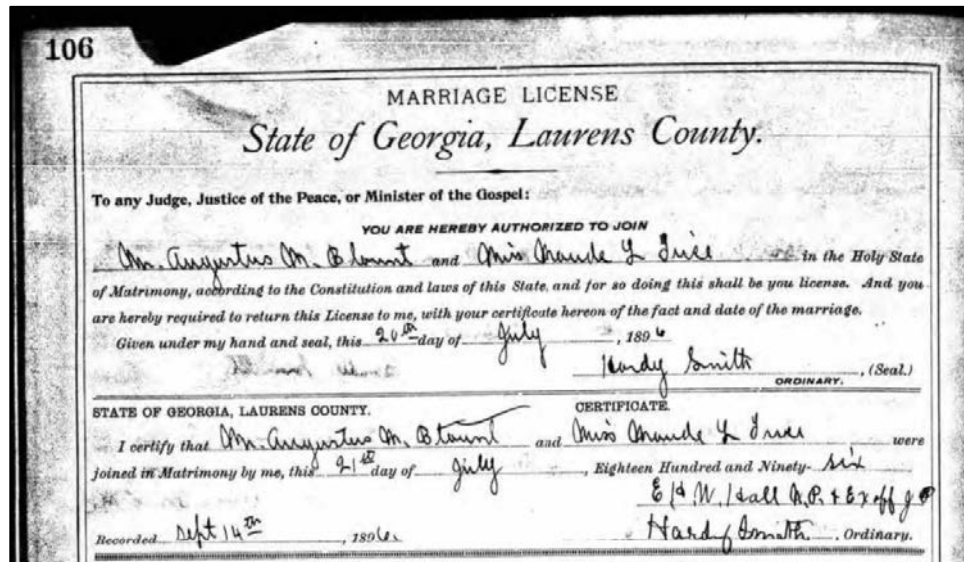 106
MARRIAGE LICENSE
State of Georgia, Laurens County.
To any Judge, Justice of the Peace, or Minister of the Gospel:
YOU ARE HEREBY AUTHORIZED TO JOIN
Mr. Augustus M. Blount and Miss Maude L in the Holy State
of Matrimony, according to the Constitution and laws of this State, and for so doing this shall be you license. And you
are hereby required to return this License to me, with your certificate hereon of the fact and date of the marriage.
Given under my hand and seal, this 20th day of July, 1896
Hardy Smith, (Seal.)
ORDINARY.
STATE OF GEORGIA, LAURENS COUNTY. CERTIFICATE.
I certify that Mr. Augustus M. Blount and Miss Maude L were
joined in Matrimony by me, this 21st day of July, Eighteen Hundred and Ninety-six
E. H. W. Hall N.P. & Ex off J P
Recorded Sept 14th, 1896. Hardy Smith, Ordinary.